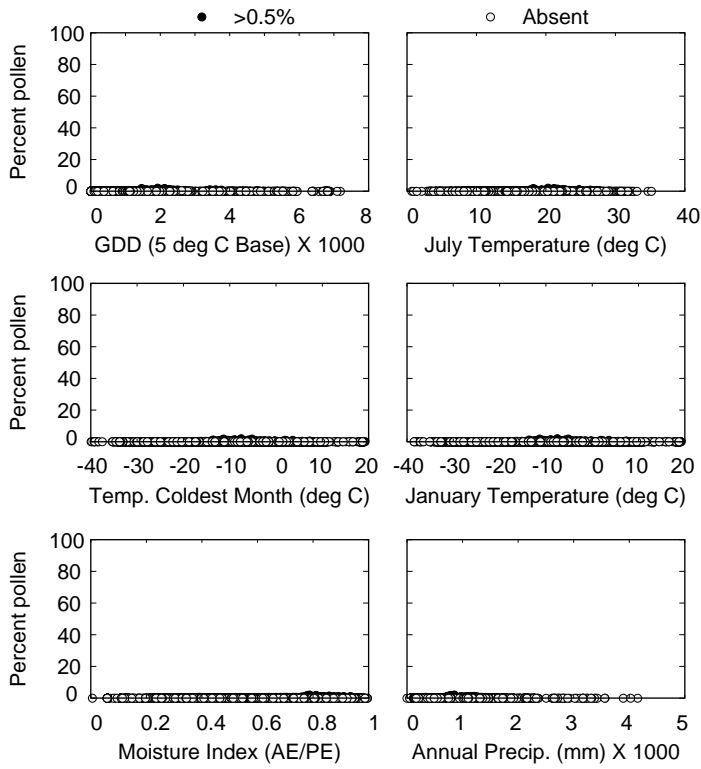 >0.5% Absent
100
80
60
40
20
0
Percent pollen
0 2 4 6 8
GDD (5 deg C Base) X 1000
0 10 20 30 40
July Temperature (deg C)
100
80
60
40
20
0
Percent pollen
-40 -30 -20 -10 0 10 20
Temp. Coldest Month (deg C)
-40 -30 -20 -10 0 10 20
January Temperature (deg C)
100
80
60
40
20
0
Percent pollen
0 0.2 0.4 0.6 0.8 1
Moisture Index (AE/PE)
0 1 2 3 4 5
Annual Precip. (mm) X 1000